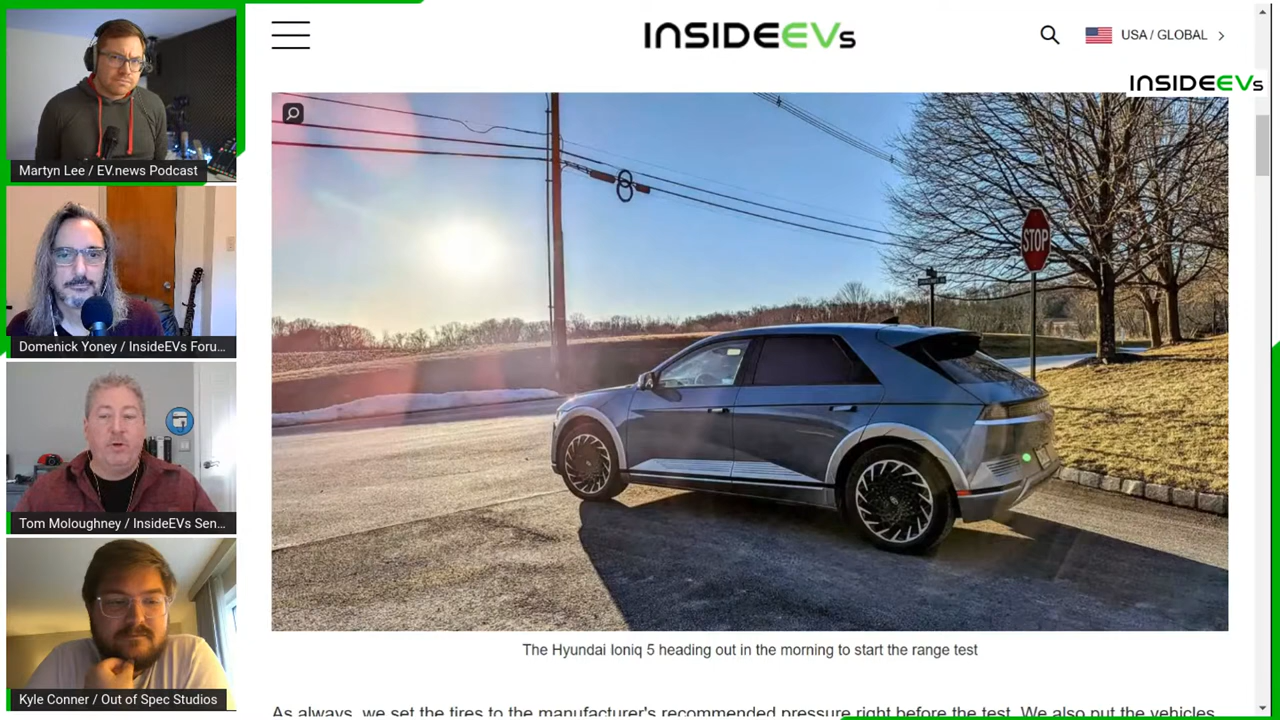 INSIDEEVs
USA / GLOBAL
INSIDEEVs
STOP
Martyn Lee / EV.news Podcast
Domenick Yoney / InsideEVs Foru...
Tom Moloughney / InsideEVs Sen...
Kyle Conner / Out of Spec Studios
The Hyundai Ioniq 5 heading out in the morning to start the range test
As always, we set the tires to the manufacturer's recommended pressure right before the test. We also put the vehicles